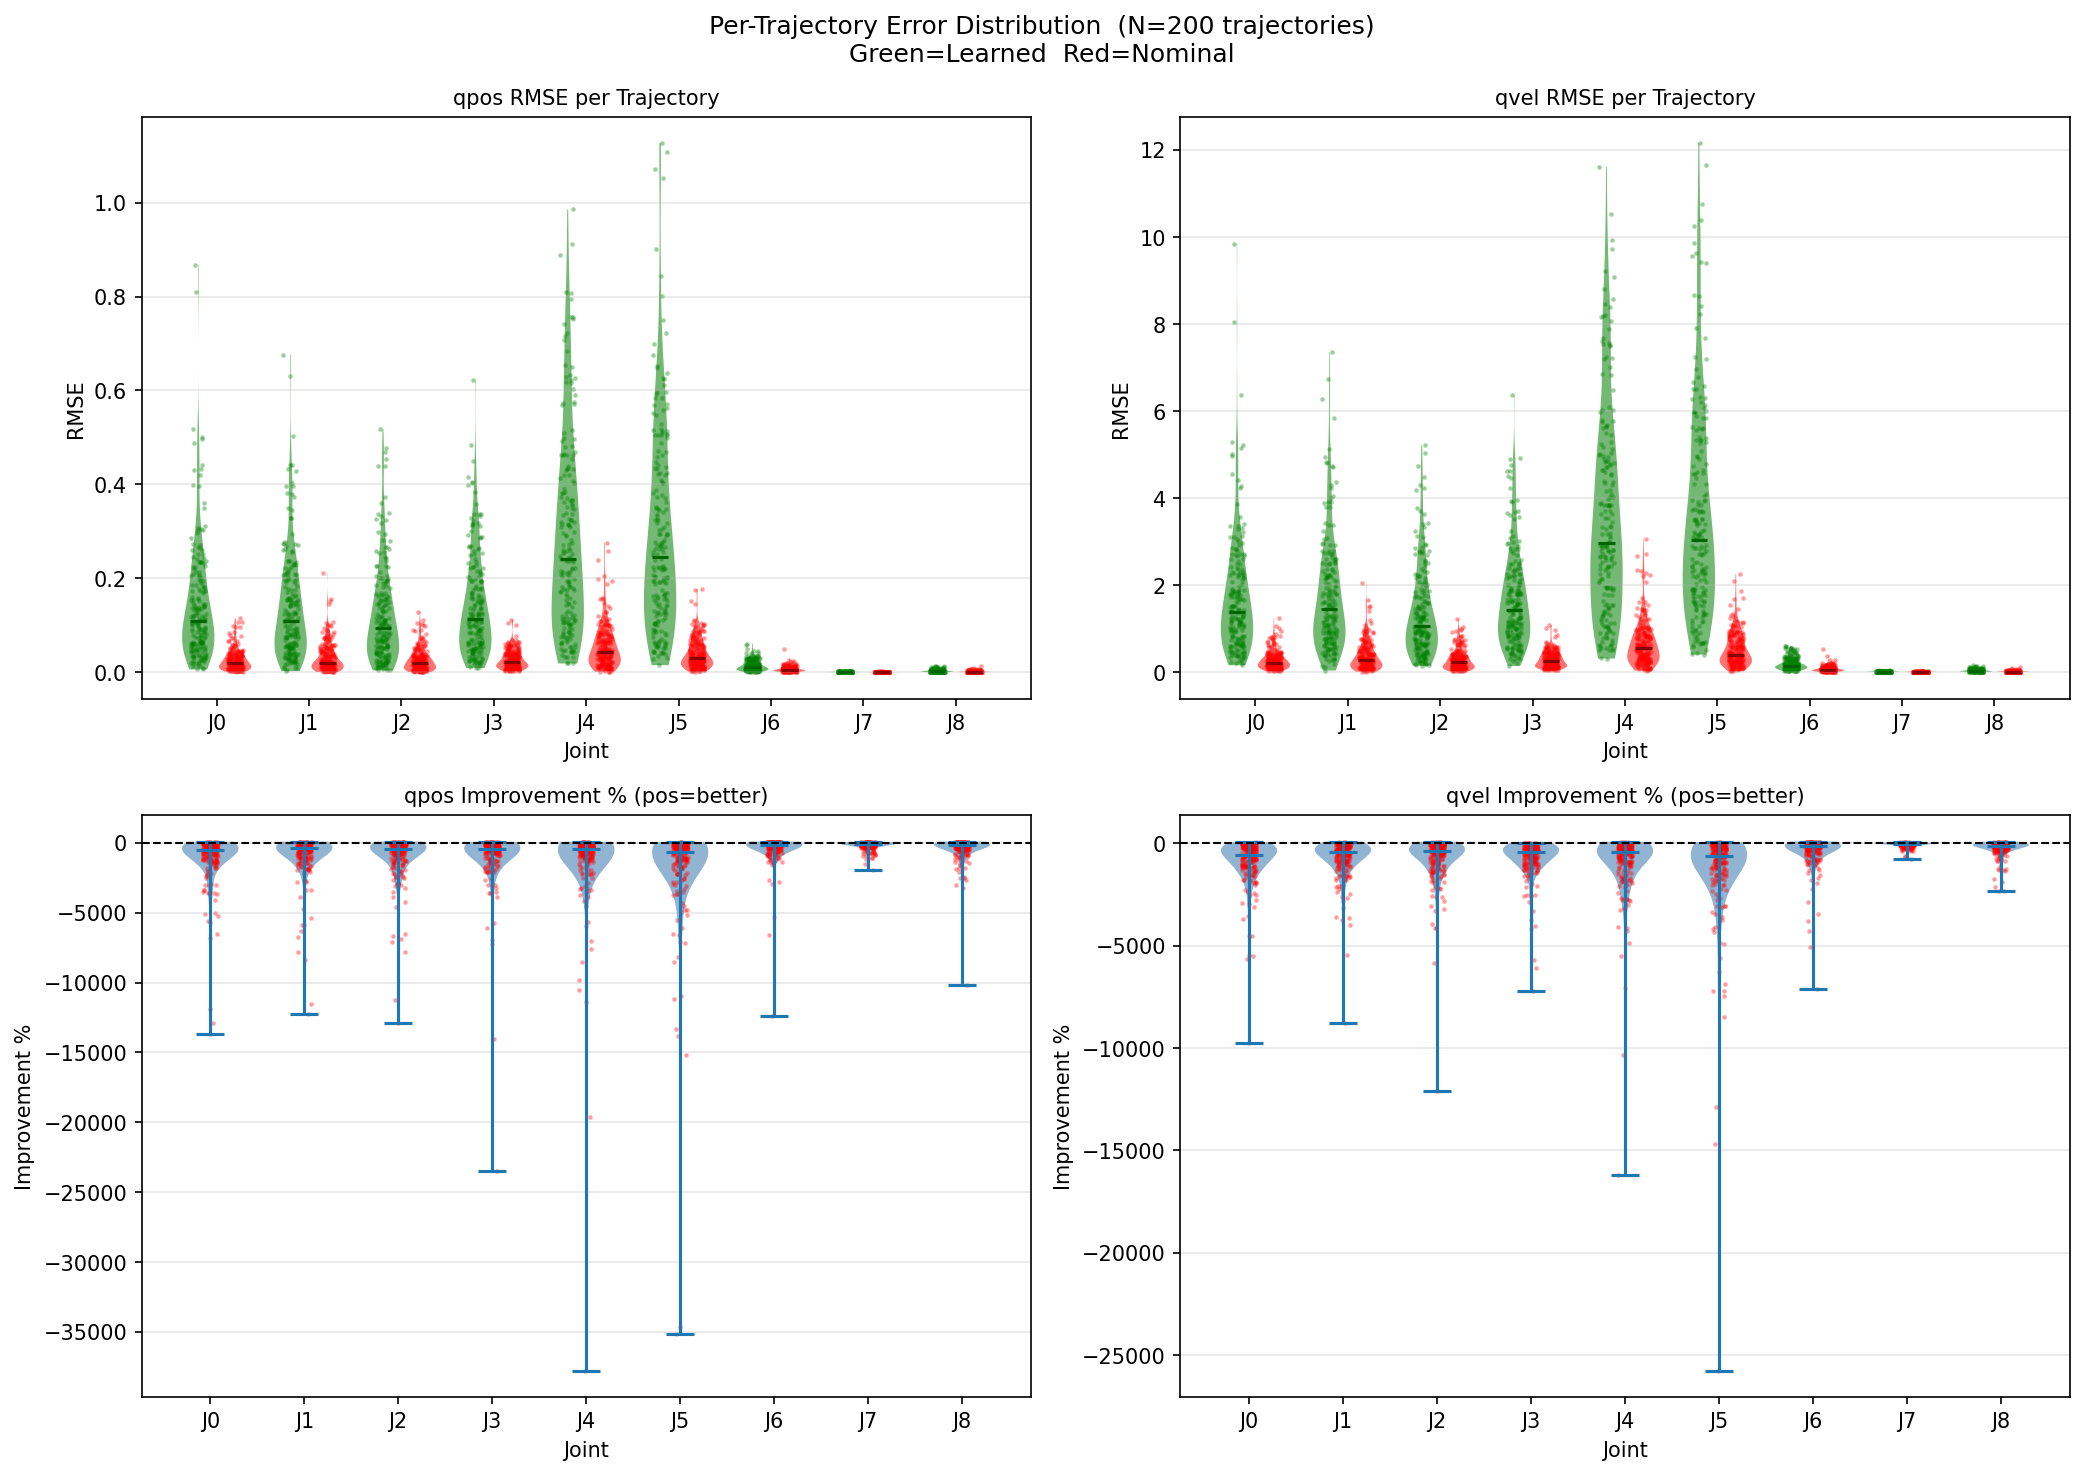 Per-Trajectory Error Distribution  (N=200 trajectories)
Green=Learned  Red=Nominal
qpos RMSE per Trajectory
RMSE
1.0
0.8
0.6
0.4
0.2
0.0
J0 J1 J2 J3 J4 J5 J6 J7 J8
Joint
qvel RMSE per Trajectory
RMSE
12
10
8
6
4
2
0
J0 J1 J2 J3 J4 J5 J6 J7 J8
Joint
qpos Improvement % (pos=better)
Improvement %
0
−5000
−10000
−15000
−20000
−25000
−30000
−35000
J0 J1 J2 J3 J4 J5 J6 J7 J8
Joint
qvel Improvement % (pos=better)
Improvement %
0
−5000
−10000
−15000
−20000
−25000
J0 J1 J2 J3 J4 J5 J6 J7 J8
Joint